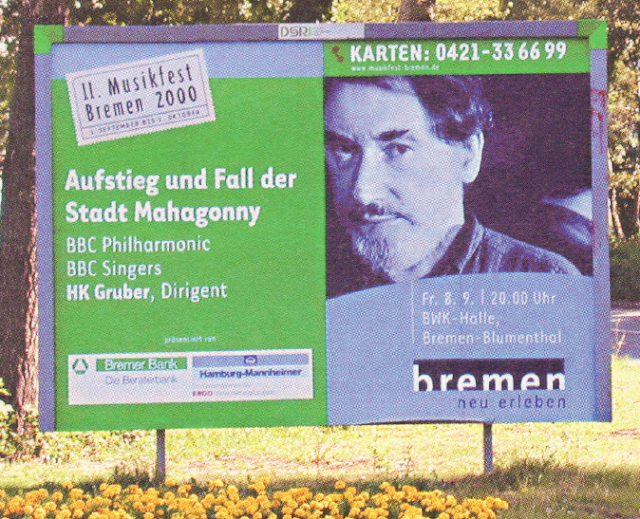 DSR
KARTEN: 0421-33 66 99
www.musikfest-bremen.de
11. Musikfest
Bremen 2000
1. SEPTEMBER BIS 1. OKTOBER
Aufstieg und Fall der
Stadt Mahagonny
BBC Philharmonic
BBC Singers
HK Gruber, Dirigent
präsentiert von
Bremer Bank
Die Beraterbank
Hamburg-Mannheimer
ERGO
Fr. 8. 9. | 20.00 Uhr
BWK-Halle,
Bremen-Blumenthal
bremen
neu erleben